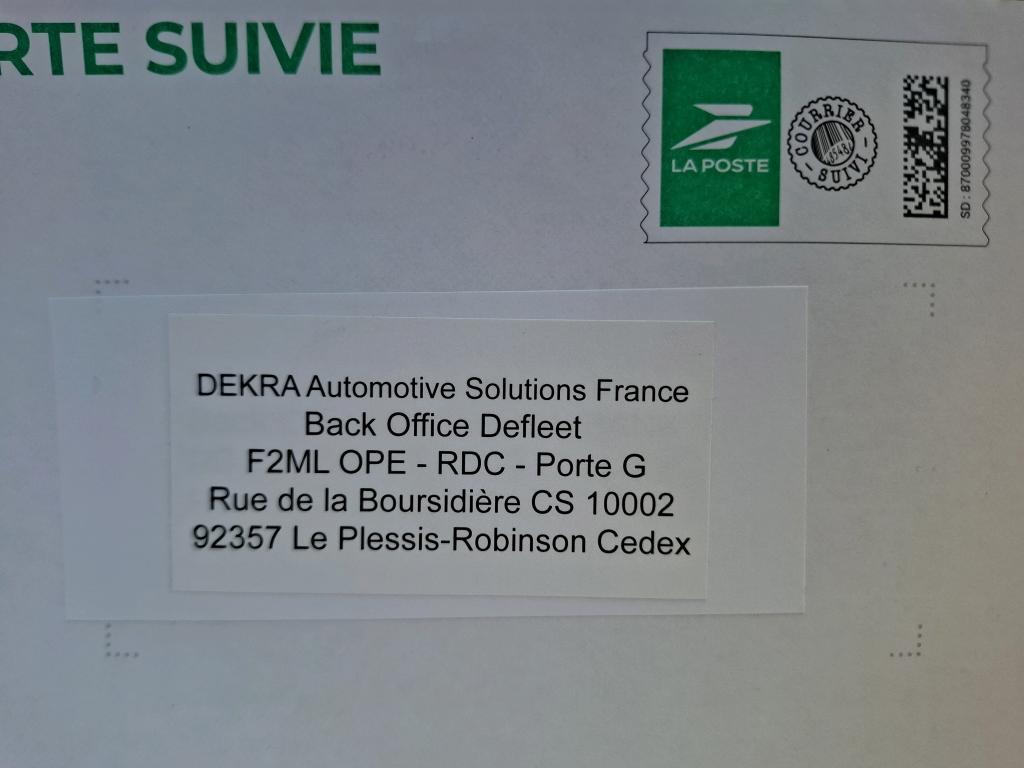 RTE SUIVIE
LA POSTE
COURRIER
SUIVI
SD : 870009978048340
DEKRA Automotive Solutions France
Back Office Defleet
F2ML OPE - RDC - Porte G
Rue de la Boursidière CS 10002
92357 Le Plessis-Robinson Cedex